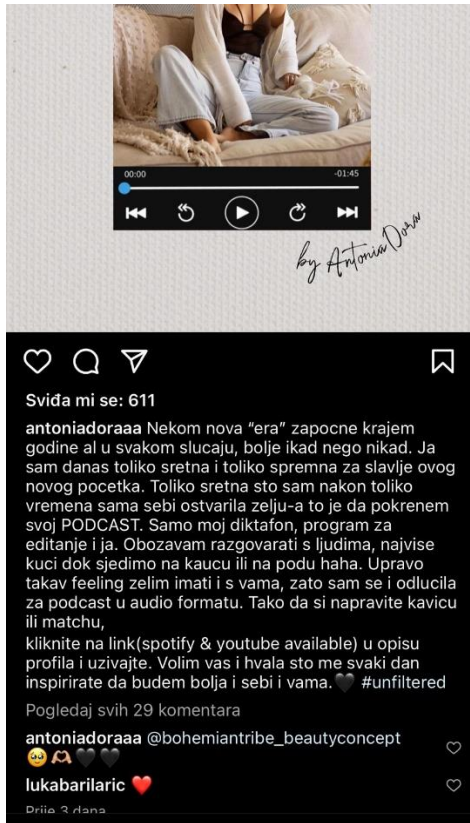 00:00 -01:45
by AntoniaDora
Sviđa mi se: 611
antoniadoraaa Nekom nova “era” zapocne krajem
godine al u svakom slucaju, bolje ikad nego nikad. Ja
sam danas toliko sretna i toliko spremna za slavlje ovog
novog pocetka. Toliko sretna sto sam nakon toliko
vremena sama sebi ostvarila zelju-a to je da pokrenem
svoj PODCAST. Samo moj diktafon, program za
editanje i ja. Obozavam razgovarati s ljudima, najvise
kuci dok sjedimo na kaucu ili na podu haha. Upravo
takav feeling zelim imati i s vama, zato sam se i odlucila
za podcast u audio formatu. Tako da si napravite kavicu
ili matchu,
kliknite na link(spotify & youtube available) u opisu
profila i uzivajte. Volim vas i hvala sto me svaki dan
inspirirate da budem bolja i sebi i vama.🖤 #unfiltered
Pogledaj svih 29 komentara
antoniadoraaa @bohemiantribe_beautyconcept
🥹🫶🏽🖤🖤
lukabarilaric ❤️
Prije 3 dana